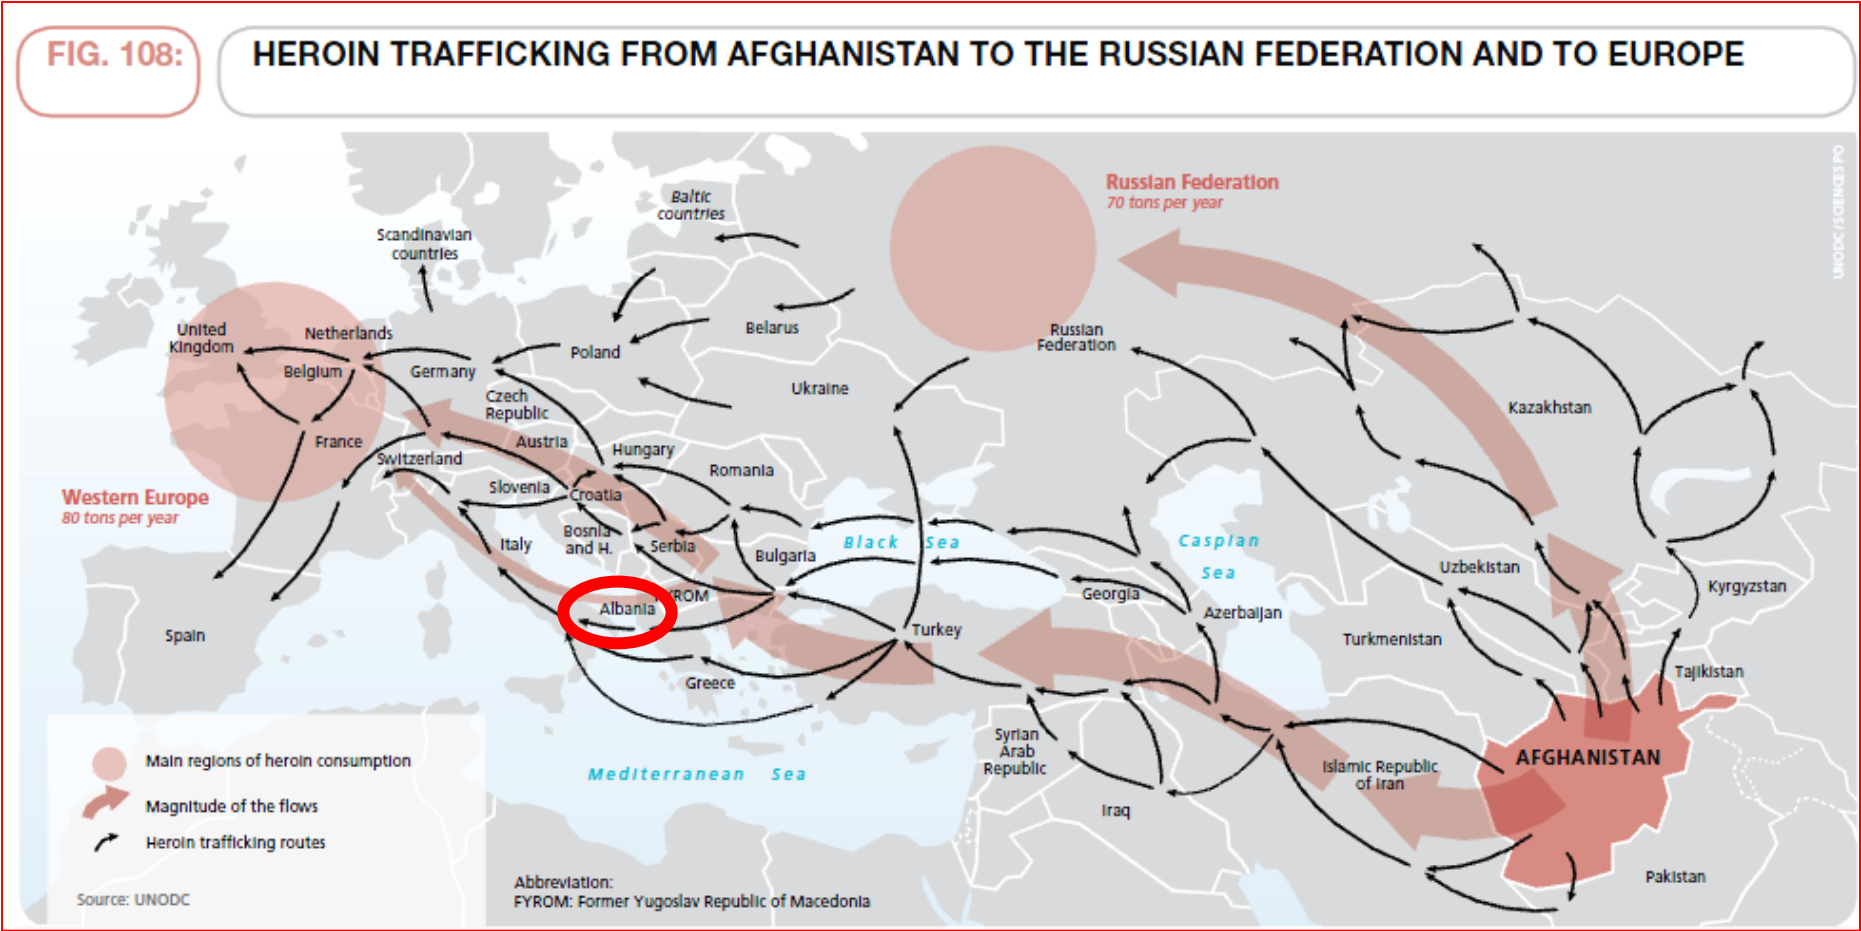 FIG. 108:
HEROIN TRAFFICKING FROM AFGHANISTAN TO THE RUSSIAN FEDERATION AND TO EUROPE
UNODC / SCIENCES PO
Baltic
countries
Russian Federation
70 tons per year
Scandinavian
countries
United
Kingdom
Netherlands
Belarus
Russian
Federation
Poland
Belgium
Germany
Ukraine
Czech
Republic
Kazakhstan
France
Austria
Hungary
Switzerland
Romania
Slovenia
Croatia
Western Europe
80 tons per year
Bosnia
and H.
Italy
Serbia
Black Sea
Bulgaria
Caspian
Sea
Uzbekistan
Georgia
Kyrgyzstan
FYROM
Albania
Azerbaijan
Spain
Turkey
Turkmenistan
Tajikistan
Greece
Syrian
Arab
Republic
AFGHANISTAN
Islamic Republic
of Iran
Mediterranean Sea
Iraq
Pakistan
Main regions of heroin consumption
Magnitude of the flows
Heroin trafficking routes
Source: UNODC
Abbreviation:
FYROM: Former Yugoslav Republic of Macedonia